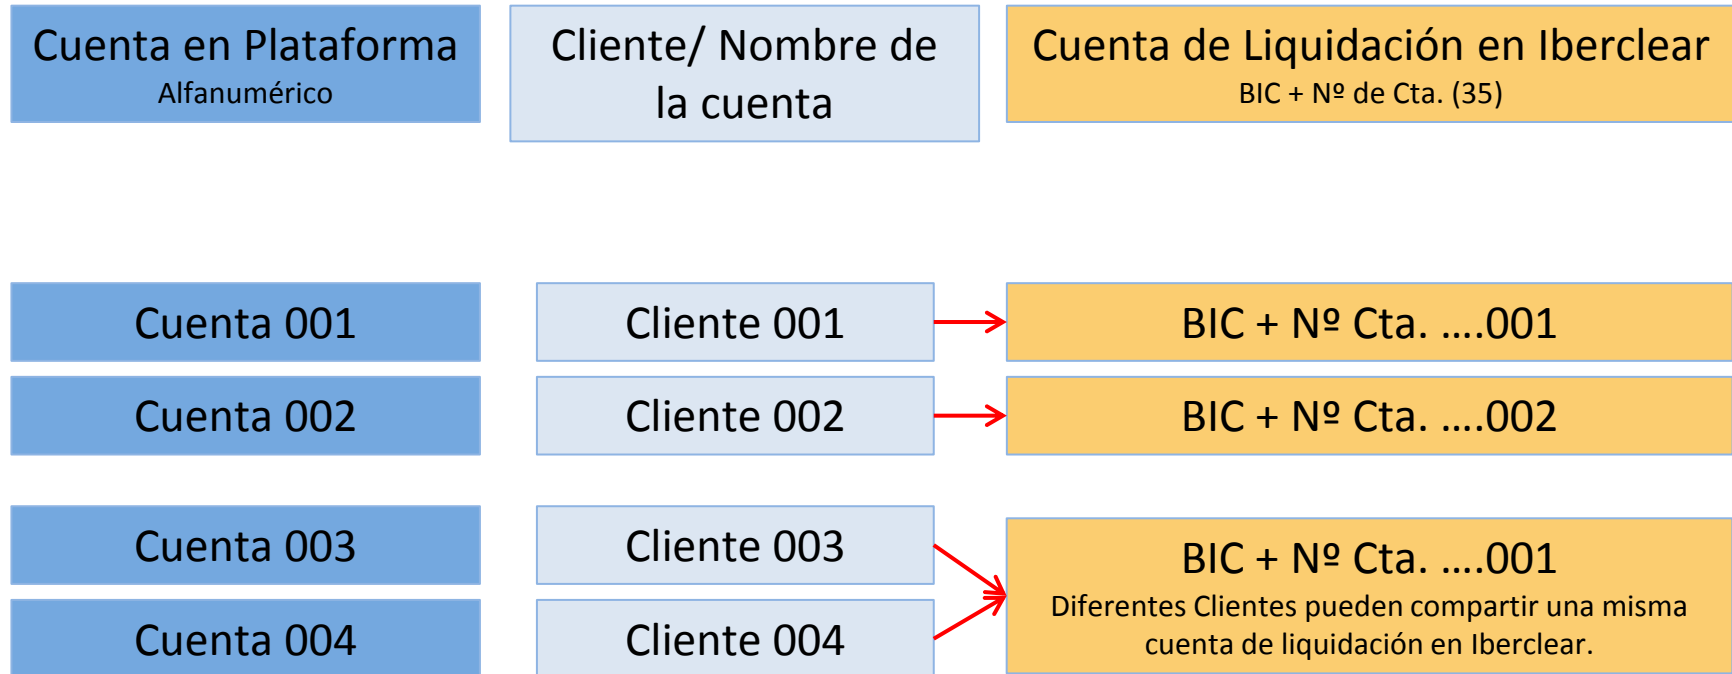 Cuenta en Plataforma
Alfanumérico
Cliente/ Nombre de
la cuenta
Cuenta de Liquidación en Iberclear
BIC + Nº de Cta. (35)
Cuenta 001
Cliente 001
BIC + Nº Cta. ....001
Cuenta 002
Cliente 002
BIC + Nº Cta. ....002
Cuenta 003
Cliente 003
Cuenta 004
Cliente 004
BIC + Nº Cta. ....001
Diferentes Clientes pueden compartir una misma
cuenta de liquidación en Iberclear.